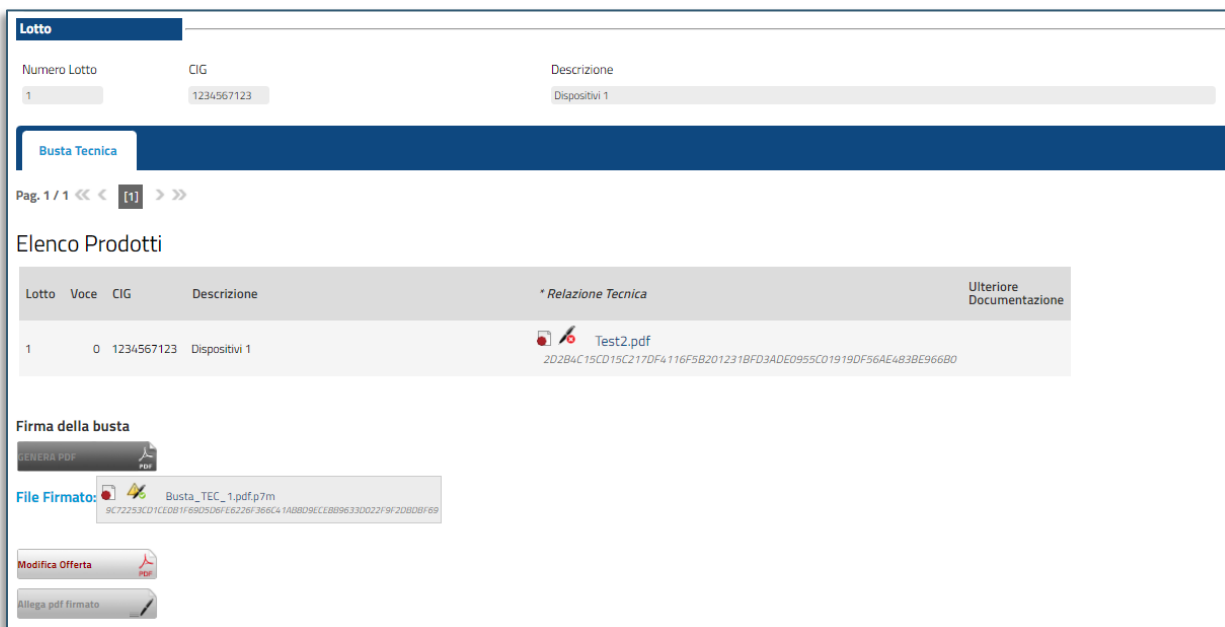 Lotto
Numero Lotto CIG Descrizione
1 1234567123 Dispositivi 1
Busta Tecnica
Pag. 1 / 1 [1]
Elenco Prodotti
Lotto Voce CIG Descrizione * Relazione Tecnica Ulteriore Documentazione
1 0 1234567123 Dispositivi 1 Test2.pdf
2D2B4C15CD15C217DF4116F5B201231BFD3ADE0955C01919DF56AE483BE966B0
Firma della busta
GENERA PDF PDF
File Firmato: Busta_TEC_1.pdf.p7m
Modifica Offerta PDF
Allega pdf firmato